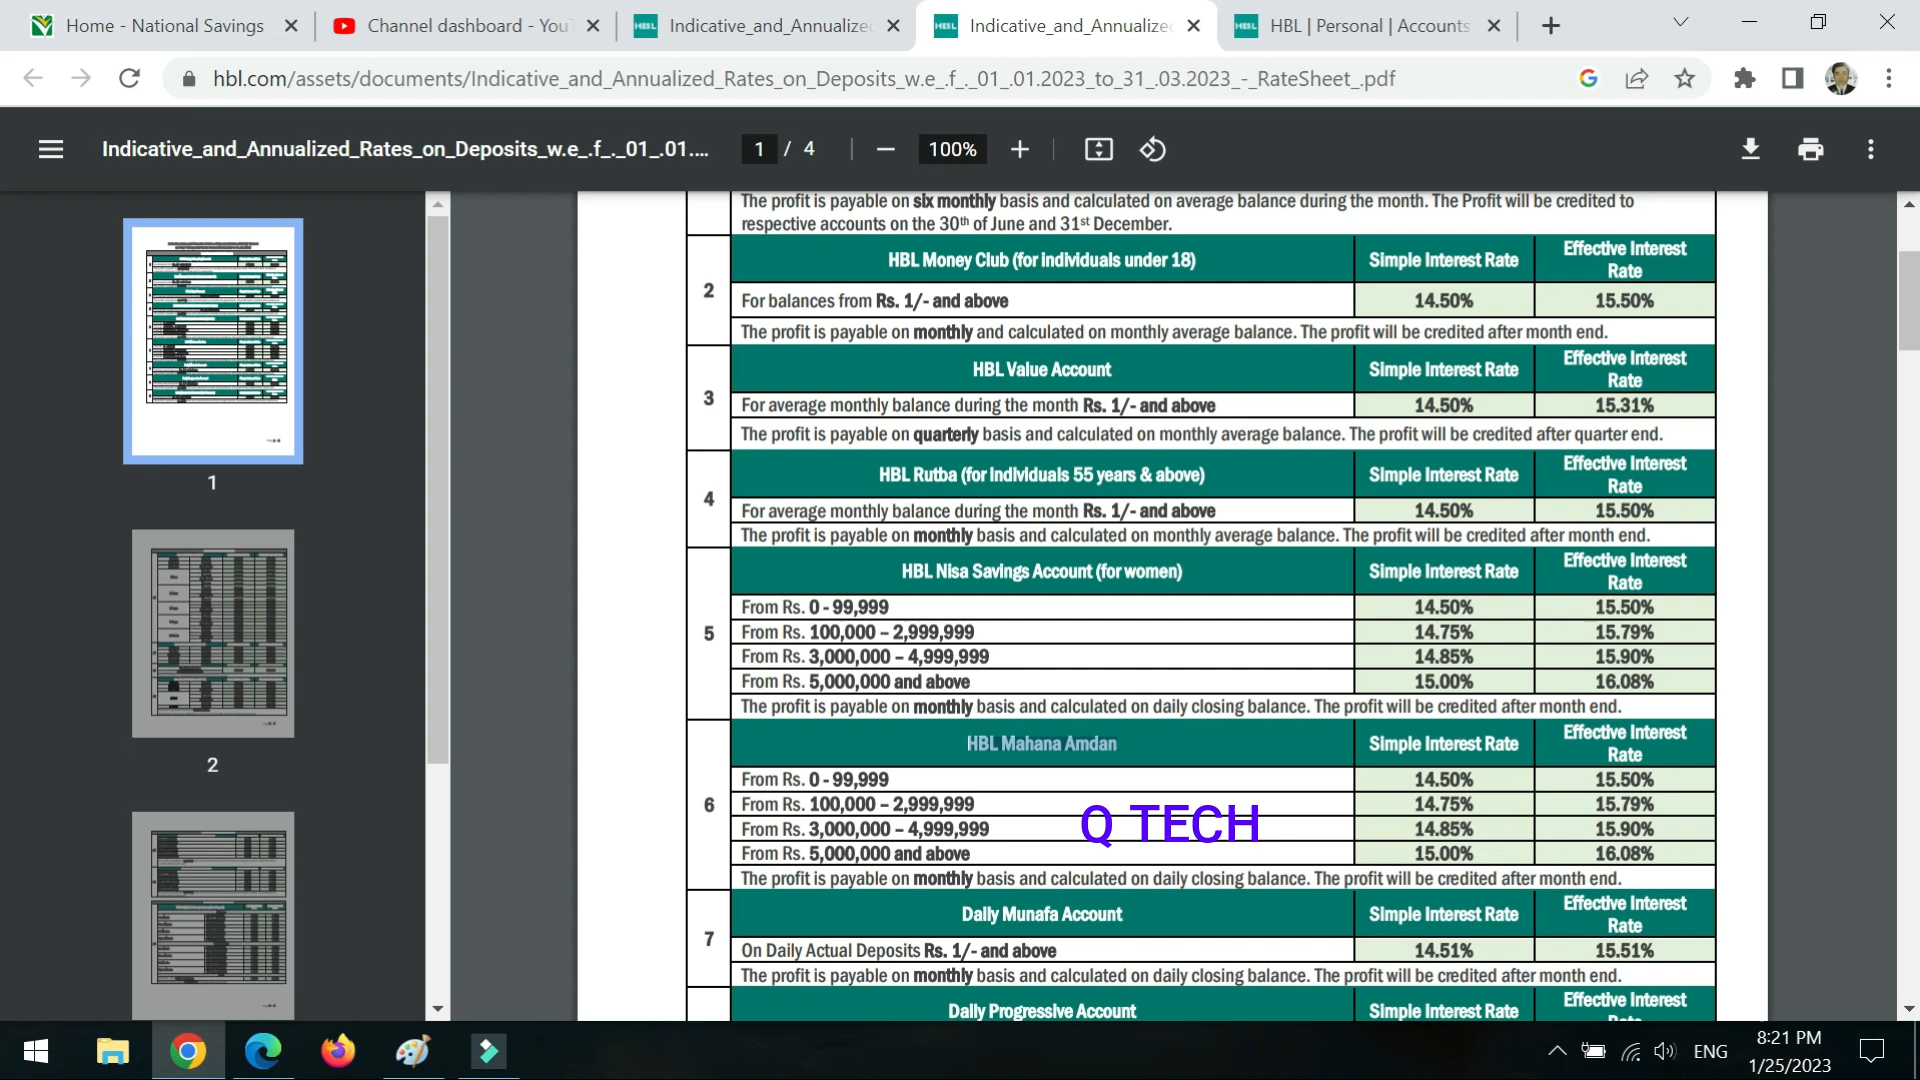 Home - National Savings
Channel dashboard - YouT
Indicative_and_Annualized
Indicative_and_Annualized
HBL | Personal | Accounts
hbl.com/assets/documents/Indicative_and_Annualized_Rates_on_Deposits_w.e_.f_._01_.01.2023_to_31_.03.2023_-_RateSheet_.pdf
Indicative_and_Annualized_Rates_on_Deposits_w.e_.f_._01_.01.... 1 / 4 100%
The profit is payable on six monthly basis and calculated on average balance during the month. The Profit will be credited to
respective accounts on the 30th of June and 31st December.
2 HBL Money Club (for individuals under 18) Simple Interest Rate Effective Interest Rate
For balances from Rs. 1/- and above 14.50% 15.50%
The profit is payable on monthly and calculated on monthly average balance. The profit will be credited after month end.
3 HBL Value Account Simple Interest Rate Effective Interest Rate
For average monthly balance during the month Rs. 1/- and above 14.50% 15.31%
The profit is payable on quarterly basis and calculated on monthly average balance. The profit will be credited after quarter end.
4 HBL Rutba (for individuals 55 years & above) Simple Interest Rate Effective Interest Rate
For average monthly balance during the month Rs. 1/- and above 14.50% 15.50%
The profit is payable on monthly basis and calculated on monthly average balance. The profit will be credited after month end.
5 HBL Nisa Savings Account (for women) Simple Interest Rate Effective Interest Rate
From Rs. 0 - 99,999 14.50% 15.50%
From Rs. 100,000 – 2,999,999 14.75% 15.79%
From Rs. 3,000,000 – 4,999,999 14.85% 15.90%
From Rs. 5,000,000 and above 15.00% 16.08%
The profit is payable on monthly basis and calculated on daily closing balance. The profit will be credited after month end.
6 HBL Mahana Amdan Simple Interest Rate Effective Interest Rate
From Rs. 0 - 99,999 14.50% 15.50%
From Rs. 100,000 – 2,999,999 14.75% 15.79%
Q TECH
From Rs. 3,000,000 – 4,999,999 14.85% 15.90%
From Rs. 5,000,000 and above 15.00% 16.08%
The profit is payable on monthly basis and calculated on daily closing balance. The profit will be credited after month end.
7 Daily Munafa Account Simple Interest Rate Effective Interest Rate
On Daily Actual Deposits Rs. 1/- and above 14.51% 15.51%
The profit is payable on monthly basis and calculated on daily closing balance. The profit will be credited after month end.
Daily Progressive Account Simple Interest Rate Effective Interest Rate
1
2
ENG
8:21 PM
1/25/2023